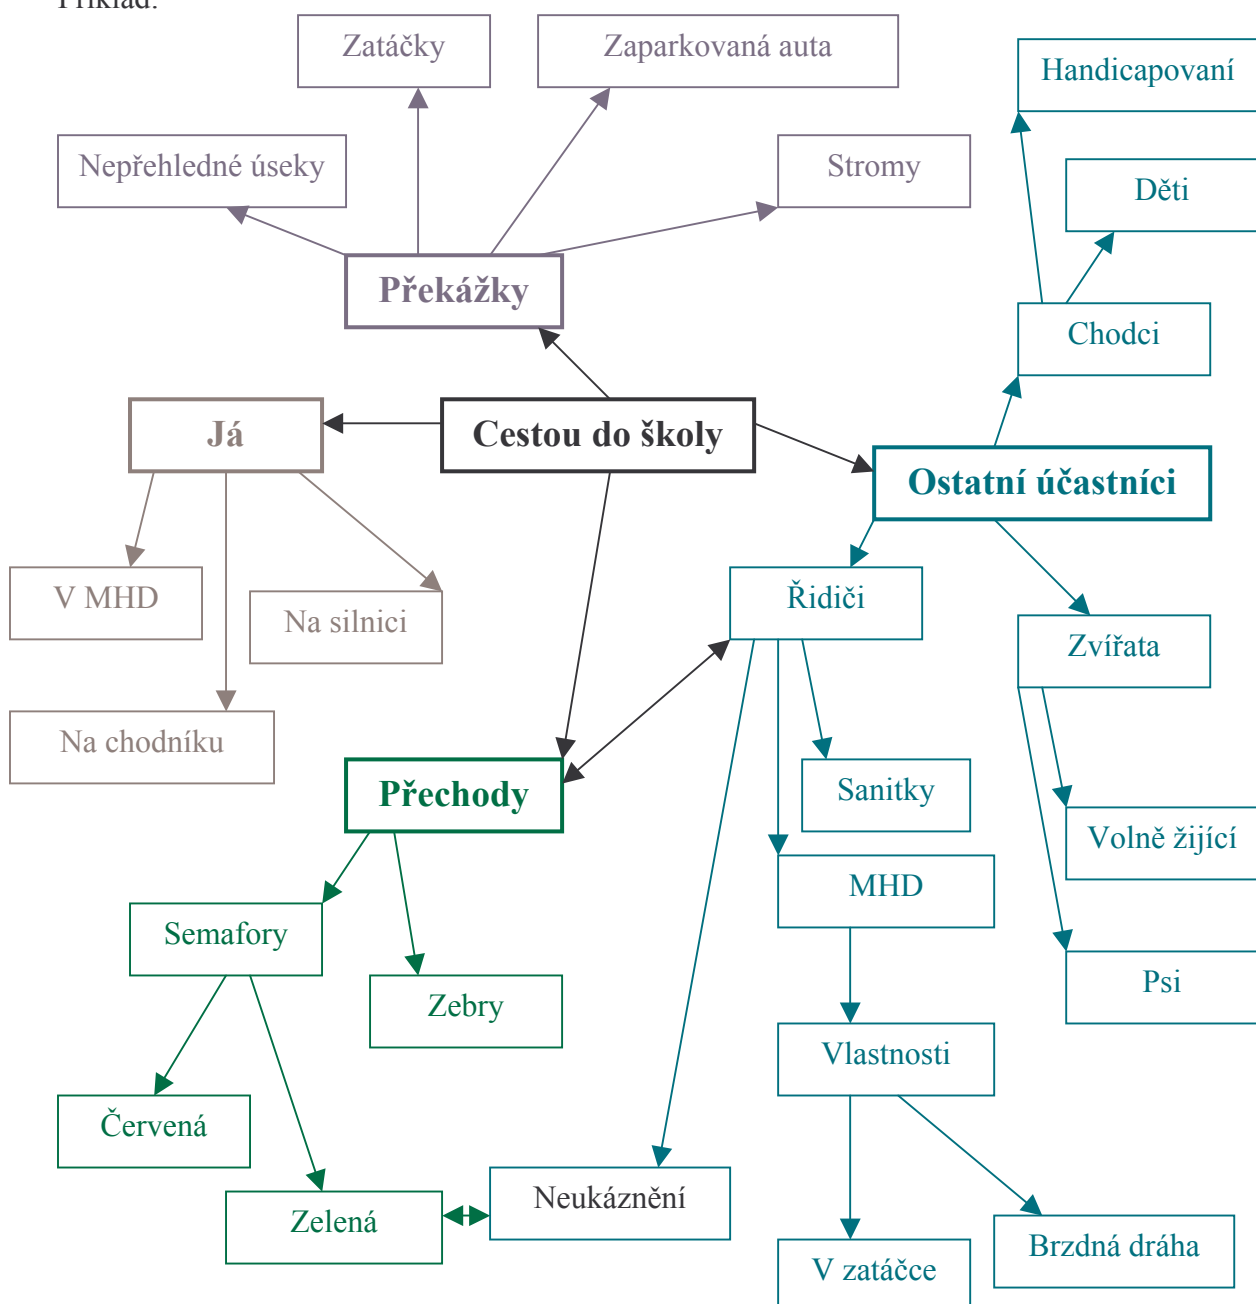 Příklad:
Zatáčky
Zaparkovaná auta
Handicapovaní
Nepřehledné úseky
Stromy
Děti
Překážky
Chodci
Já
Cestou do školy
Ostatní účastníci
V MHD
Na silnici
Řidiči
Zvířata
Na chodníku
Přechody
Sanitky
Volně žijící
MHD
Semafory
Zebry
Psi
Vlastnosti
Červená
Zelená
Neukáznění
Brzdná dráha
V zatáčce